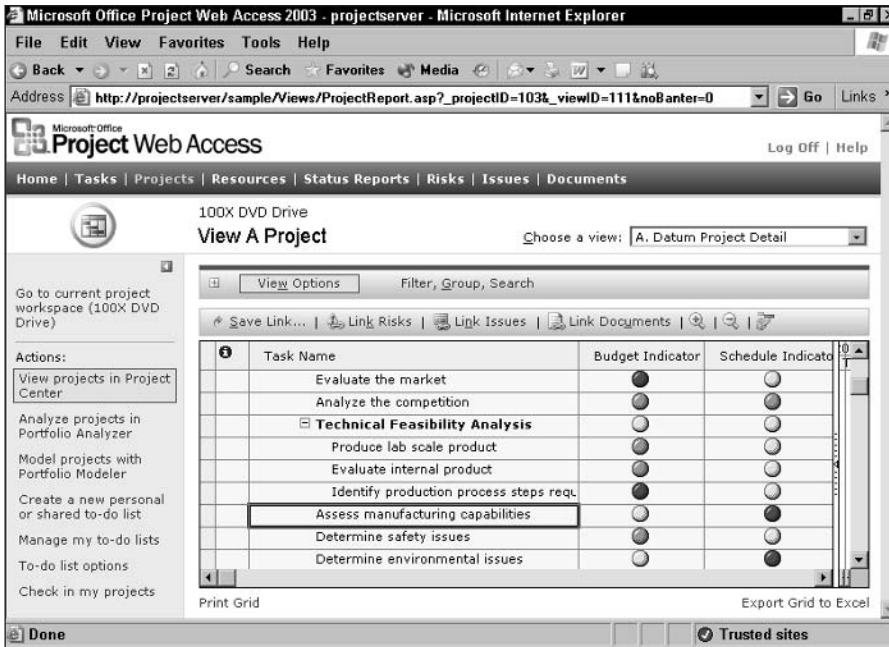 Microsoft Office Project Web Access 2003 - projectserver - Microsoft Internet Explorer
File Edit View Favorites Tools Help
Back Search Favorites Media
Address http://projectserver/sample/Views/ProjectReport.asp?_projectID=103&_viewID=111&noBanter=0 Go Links
Microsoft Office
Project Web Access
Log Off | Help
Home | Tasks | Projects | Resources | Status Reports | Risks | Issues | Documents
100X DVD Drive
View A Project
Choose a view: A. Datum Project Detail
Go to current project
workspace (100X DVD
Drive)
Actions:
View projects in Project
Center
Analyze projects in
Portfolio Analyzer
Model projects with
Portfolio Modeler
Create a new personal
or shared to-do list
Manage my to-do lists
To-do list options
Check in my projects
View Options Filter, Group, Search
Save Link... | Link Risks | Link Issues | Link Documents
Task Name Budget Indicator Schedule Indicato
Evaluate the market
Analyze the competition
Technical Feasibility Analysis
Produce lab scale product
Evaluate internal product
Identify production process steps requ
Assess manufacturing capabilities
Determine safety issues
Determine environmental issues
Print Grid Export Grid to Excel
Done Trusted sites